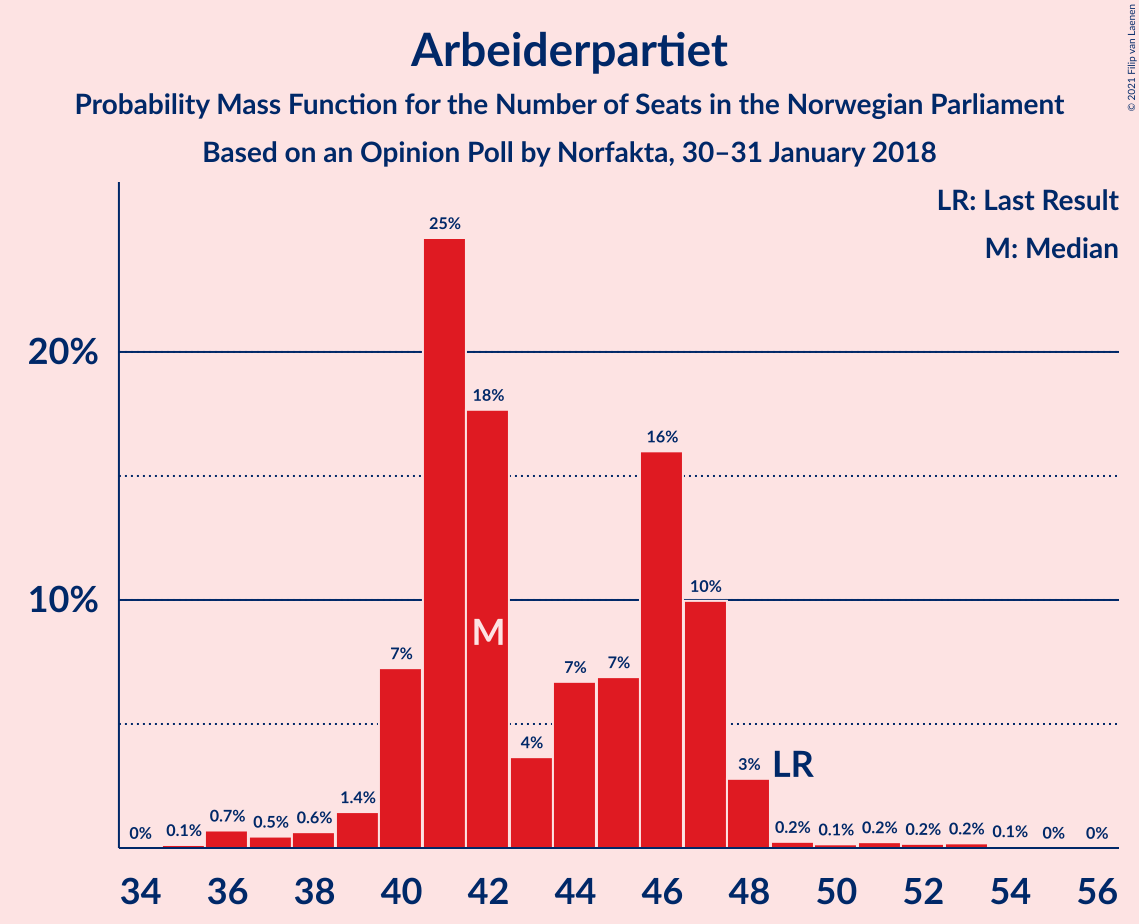 Arbeiderpartiet
Probability Mass Function for the Number of Seats in the Norwegian Parliament
Based on an Opinion Poll by Norfakta, 30–31 January 2018
© 2021 Filip van Laenen
LR: Last Result
M: Median
20%
10%
0%
0.1%
0.7%
0.5%
0.6%
1.4%
7%
25%
18%
M
4%
7%
7%
16%
10%
3%
LR
0.2%
0.1%
0.2%
0.2%
0.2%
0.1%
0%
0%
34 36 38 40 42 44 46 48 50 52 54 56